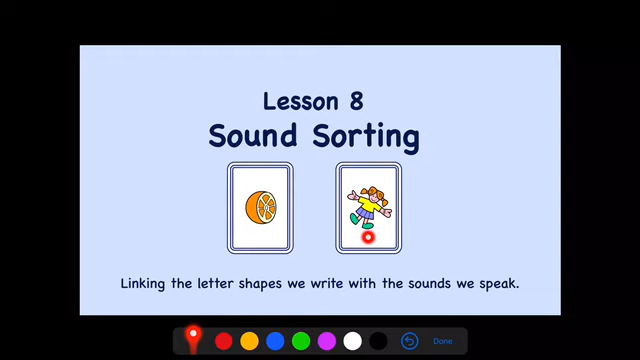 Lesson 8
Sound Sorting
Linking the letter shapes we write with the sounds we speak.
Done